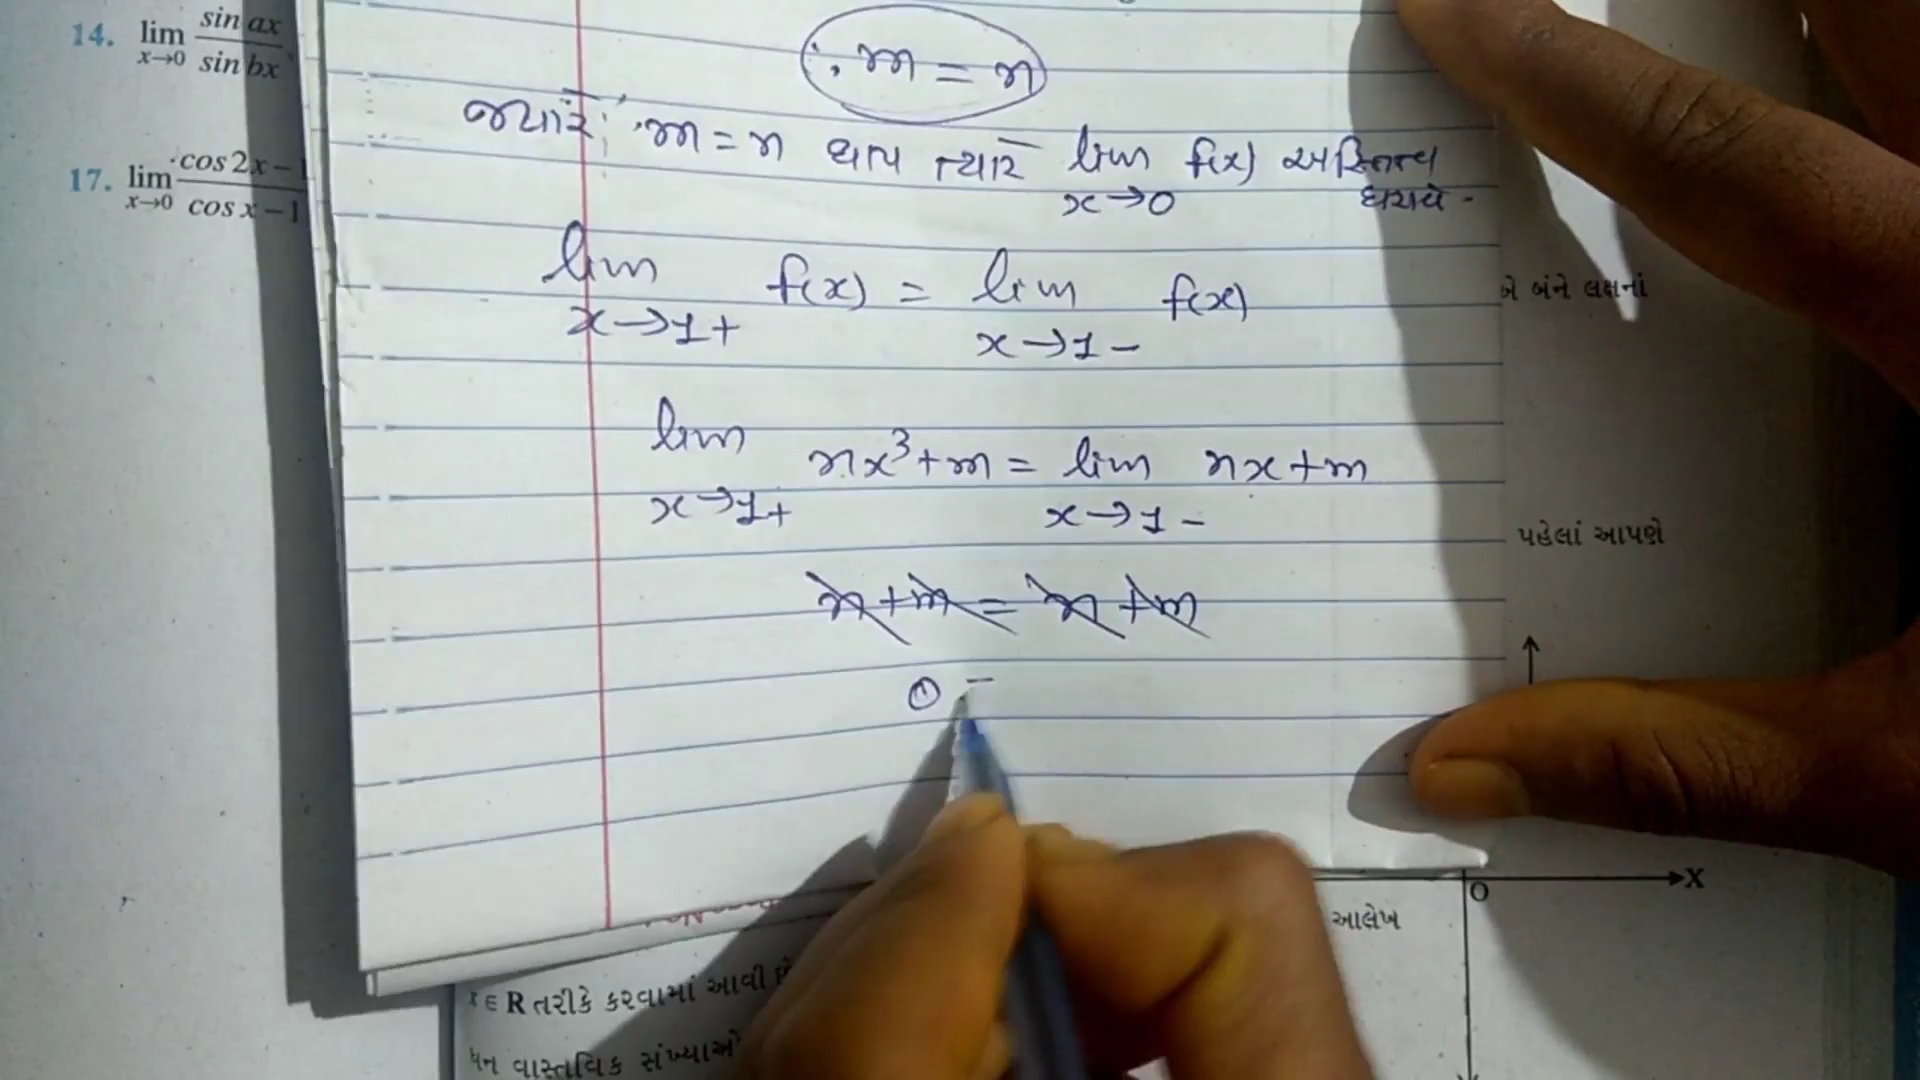 14. lim x→0 sin ax / sin bx
17. lim x→0 cos 2x – 1 / cos x – 1
∴ m = n
જ્યારે m = n થાય ત્યારે lim x→0 f(x) અસ્તિત્વ
ધરાવે.
lim x→1+ f(x) = lim x→1- f(x)
lim x→1+ nx³+m = lim x→1- nx+m
n+m = n+m
0
બે બંને લક્ષનાં
પહેલાં આપણે
X
O
આલેખ
x ∈ R તરીકે કરવામાં આવી છે
ધન વાસ્તવિક સંખ્યાઓ